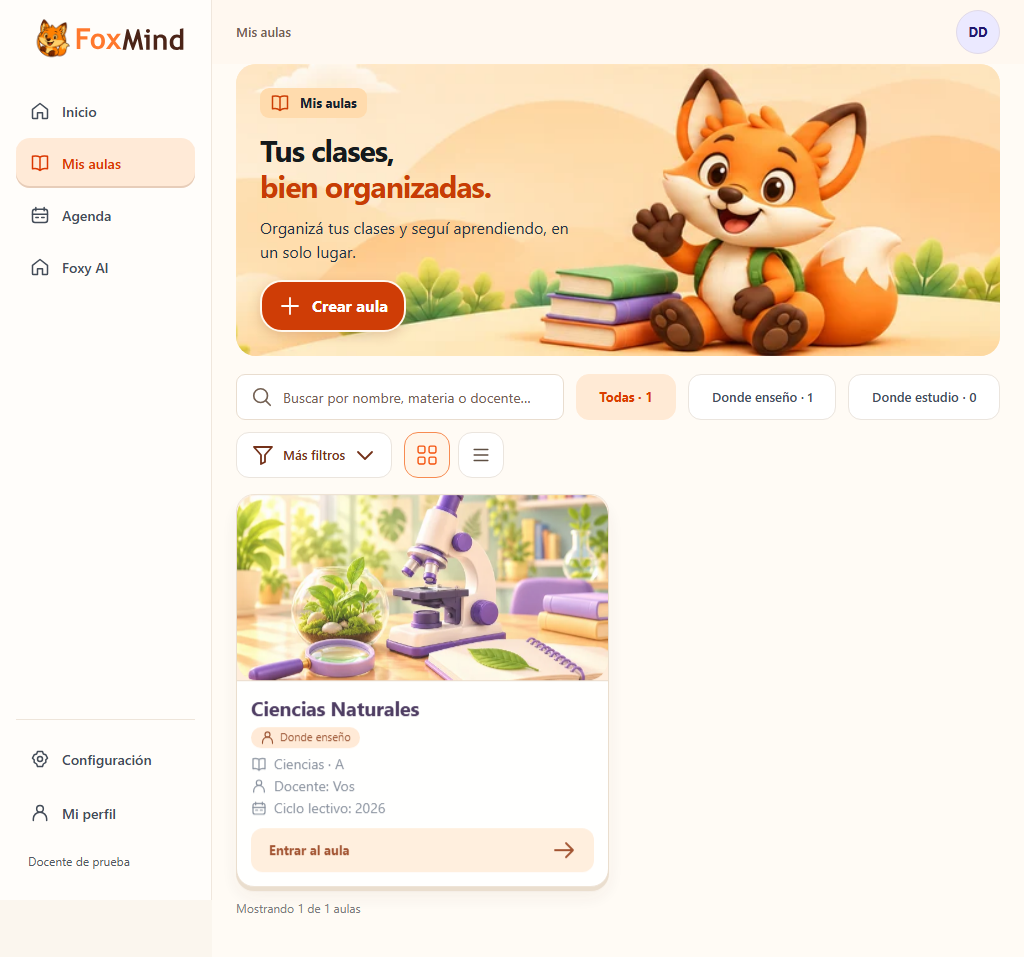 FoxMind
Inicio
Mis aulas
Agenda
Foxy AI
Configuración
Mi perfil
Docente de prueba
Mis aulas
DD
Mis aulas
Tus clases,
bien organizadas.
Organizá tus clases y seguí aprendiendo, en
un solo lugar.
Crear aula
Buscar por nombre, materia o docente...
Todas · 1
Donde enseño · 1
Donde estudio · 0
Más filtros
Ciencias Naturales
Donde enseño
Ciencias · A
Docente: Vos
Ciclo lectivo: 2026
Entrar al aula
Mostrando 1 de 1 aulas